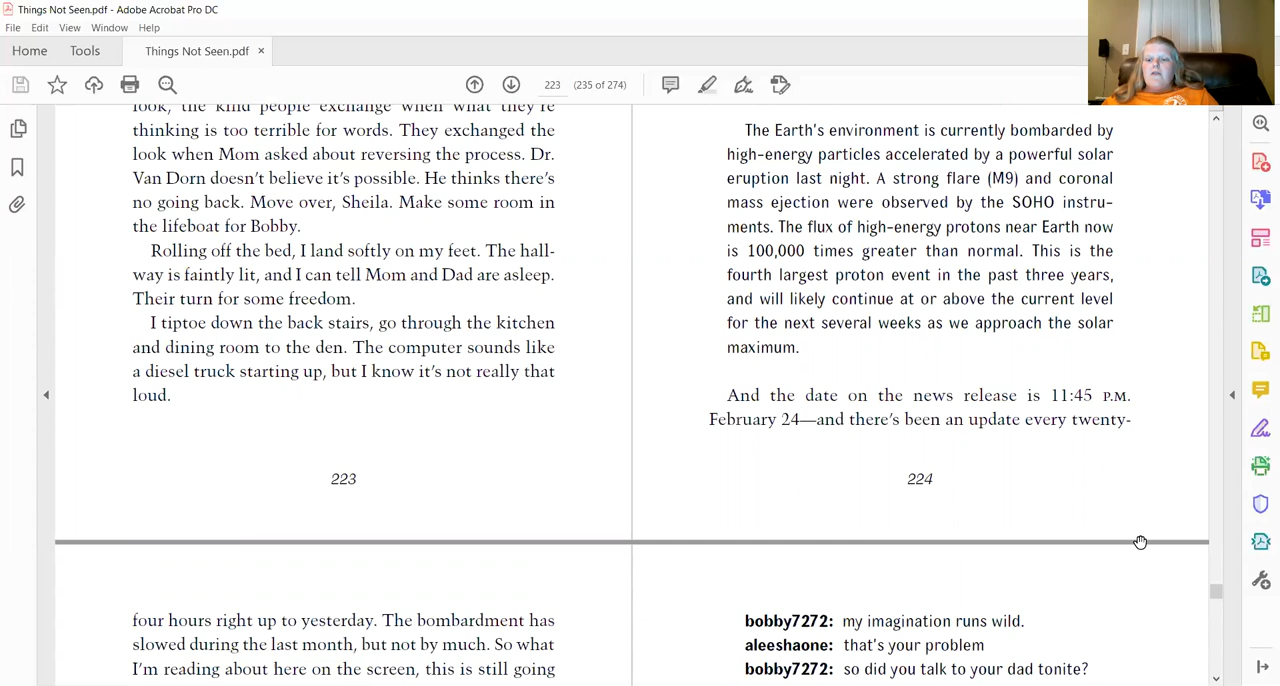 Things Not Seen.pdf - Adobe Acrobat Pro DC
File Edit View Window Help
Home Tools Things Not Seen.pdf ×
223 (235 of 274)
look, the kind people exchange when what they're
thinking is too terrible for words. They exchanged the
look when Mom asked about reversing the process. Dr.
Van Dorn doesn't believe it's possible. He thinks there's
no going back. Move over, Sheila. Make some room in
the lifeboat for Bobby.
Rolling off the bed, I land softly on my feet. The hall-
way is faintly lit, and I can tell Mom and Dad are asleep.
Their turn for some freedom.
I tiptoe down the back stairs, go through the kitchen
and dining room to the den. The computer sounds like
a diesel truck starting up, but I know it's not really that
loud.
223
The Earth's environment is currently bombarded by
high-energy particles accelerated by a powerful solar
eruption last night. A strong flare (M9) and coronal
mass ejection were observed by the SOHO instru-
ments. The flux of high-energy protons near Earth now
is 100,000 times greater than normal. This is the
fourth largest proton event in the past three years,
and will likely continue at or above the current level
for the next several weeks as we approach the solar
maximum.
And the date on the news release is 11:45 P.M.
February 24—and there's been an update every twenty-
224
four hours right up to yesterday. The bombardment has
slowed during the last month, but not by much. So what
I'm reading about here on the screen, this is still going
bobby7272: my imagination runs wild.
aleeshaone: that's your problem
bobby7272: so did you talk to your dad tonite?